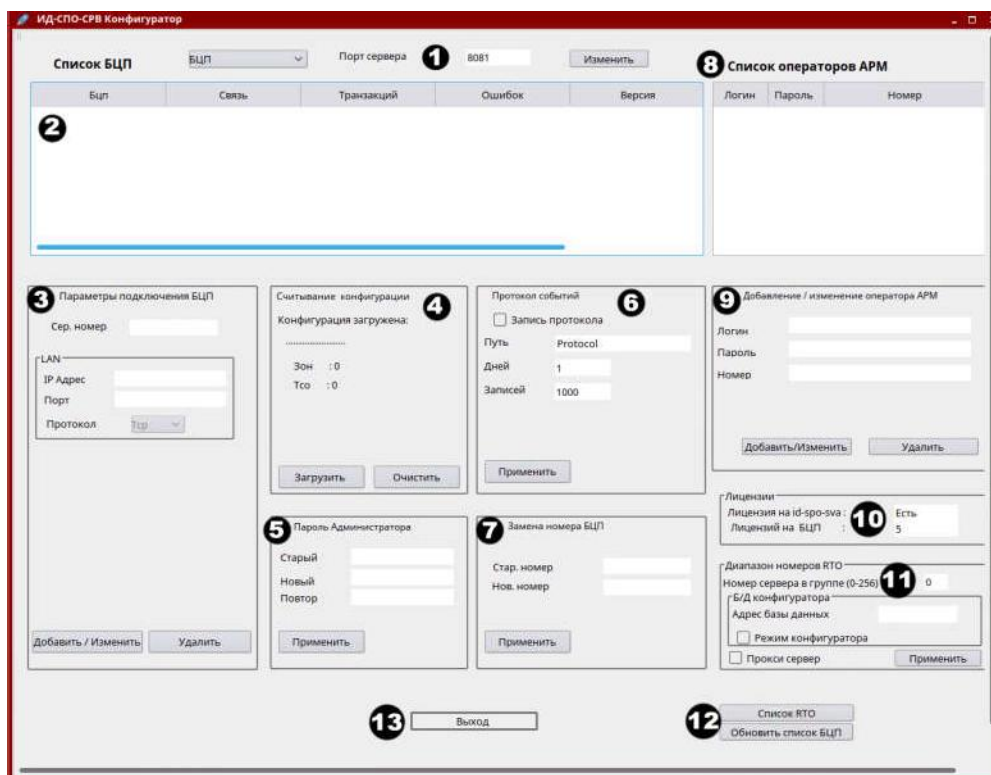 ИД-СПО-СРВ Конфигуратор
Список БЦП БЦП Порт сервера 1 8081 Изменить
8 Список операторов АРМ
Бцп Связь Транзакций Ошибок Версия
Логин Пароль Номер
2
3 Параметры подключения БЦП
Сер. номер
LAN
IP Адрес
Порт
Протокол Tcp
Добавить / Изменить Удалить
Считывание конфигурации 4
Конфигурация загружена:
----------------------
Зон : 0
Тсо : 0
Загрузить Очистить
5 Пароль Администратора
Старый
Новый
Повтор
Применить
Протокол событий 6
Запись протокола
Путь Protocol
Дней 1
Записей 1000
Применить
7 Замена номера БЦП
Стар. номер
Нов. номер
Применить
9 Добавление / изменение оператора АРМ
Логин
Пароль
Номер
Добавить/Изменить Удалить
Лицензии
Лицензия на id-spo-sva : 10 Есть
Лицензий на БЦП : 5
Диапазон номеров RTO
Номер сервера в группе (0-256) 11 0
Б/Д конфигуратора
Адрес базы данных
Режим конфигуратора
Прокси сервер Применить
13 Выход
12 Список RTO
Обновить список БЦП